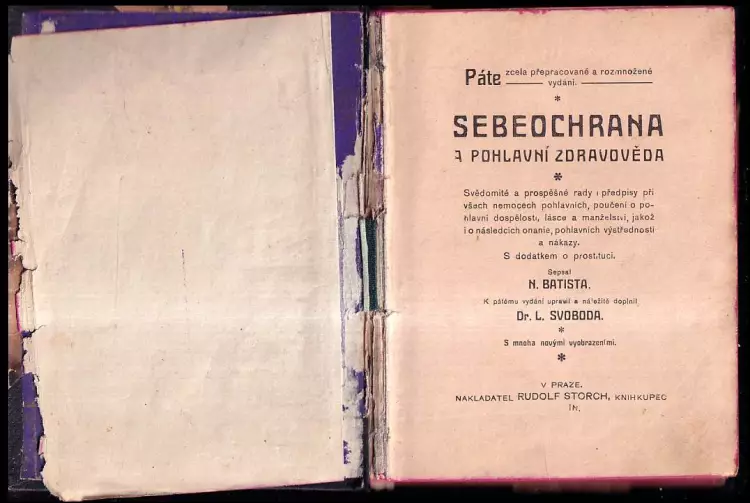 Páte zcela přepracované a rozmnožené
vydání.
*
SEBEOCHRANA
A POHLAVNÍ ZDRAVOVĚDA
*
Svědomité a prospěšné rady i předpisy při
všech nemocech pohlavních, poučení o po-
hlavní dospělosti, lásce a manželství, jakož
i o následcích onanie, pohlavních výstředností
a nákazy.
S dodatkem o prostituci.
Sepsal
N. BATISTA.
K pátému vydání upravil a náležitě doplnil
Dr. L. SVOBODA.
*
S mnoha novými vyobrazeními.
*
V PRAZE.
NAKLADATEL RUDOLF STORCH, KNIHKUPEC